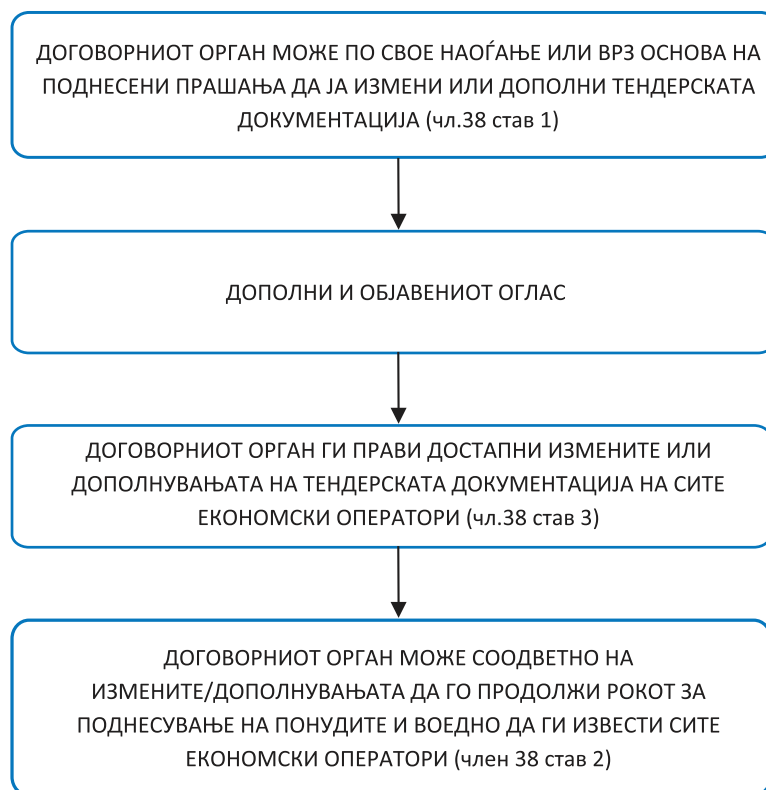 ДОГОВОРНИОТ ОРГАН МОЖЕ ПО СВОЕ НАОЃАЊЕ ИЛИ ВРЗ ОСНОВА НА
ПОДНЕСЕНИ ПРАШАЊА ДА ЈА ИЗМЕНИ ИЛИ ДОПОЛНИ ТЕНДЕРСКАТА
ДОКУМЕНТАЦИЈА (чл.38 став 1)
ДОПОЛНИ И ОБЈАВЕНИОТ ОГЛАС
ДОГОВОРНИОТ ОРГАН ГИ ПРАВИ ДОСТАПНИ ИЗМЕНИТЕ ИЛИ
ДОПОЛНУВАЊАТА НА ТЕНДЕРСКАТА ДОКУМЕНТАЦИЈА НА СИТЕ
ЕКОНОМСКИ ОПЕРАТОРИ (чл.38 став 3)
ДОГОВОРНИОТ ОРГАН МОЖЕ СООДВЕТНО НА
ИЗМЕНИТЕ/ДОПОЛНУВАЊАТА ДА ГО ПРОДОЛЖИ РОКОТ ЗА
ПОДНЕСУВАЊЕ НА ПОНУДИТЕ И ВОЕДНО ДА ГИ ИЗВЕСТИ СИТЕ
ЕКОНОМСКИ ОПЕРАТОРИ (член 38 став 2)